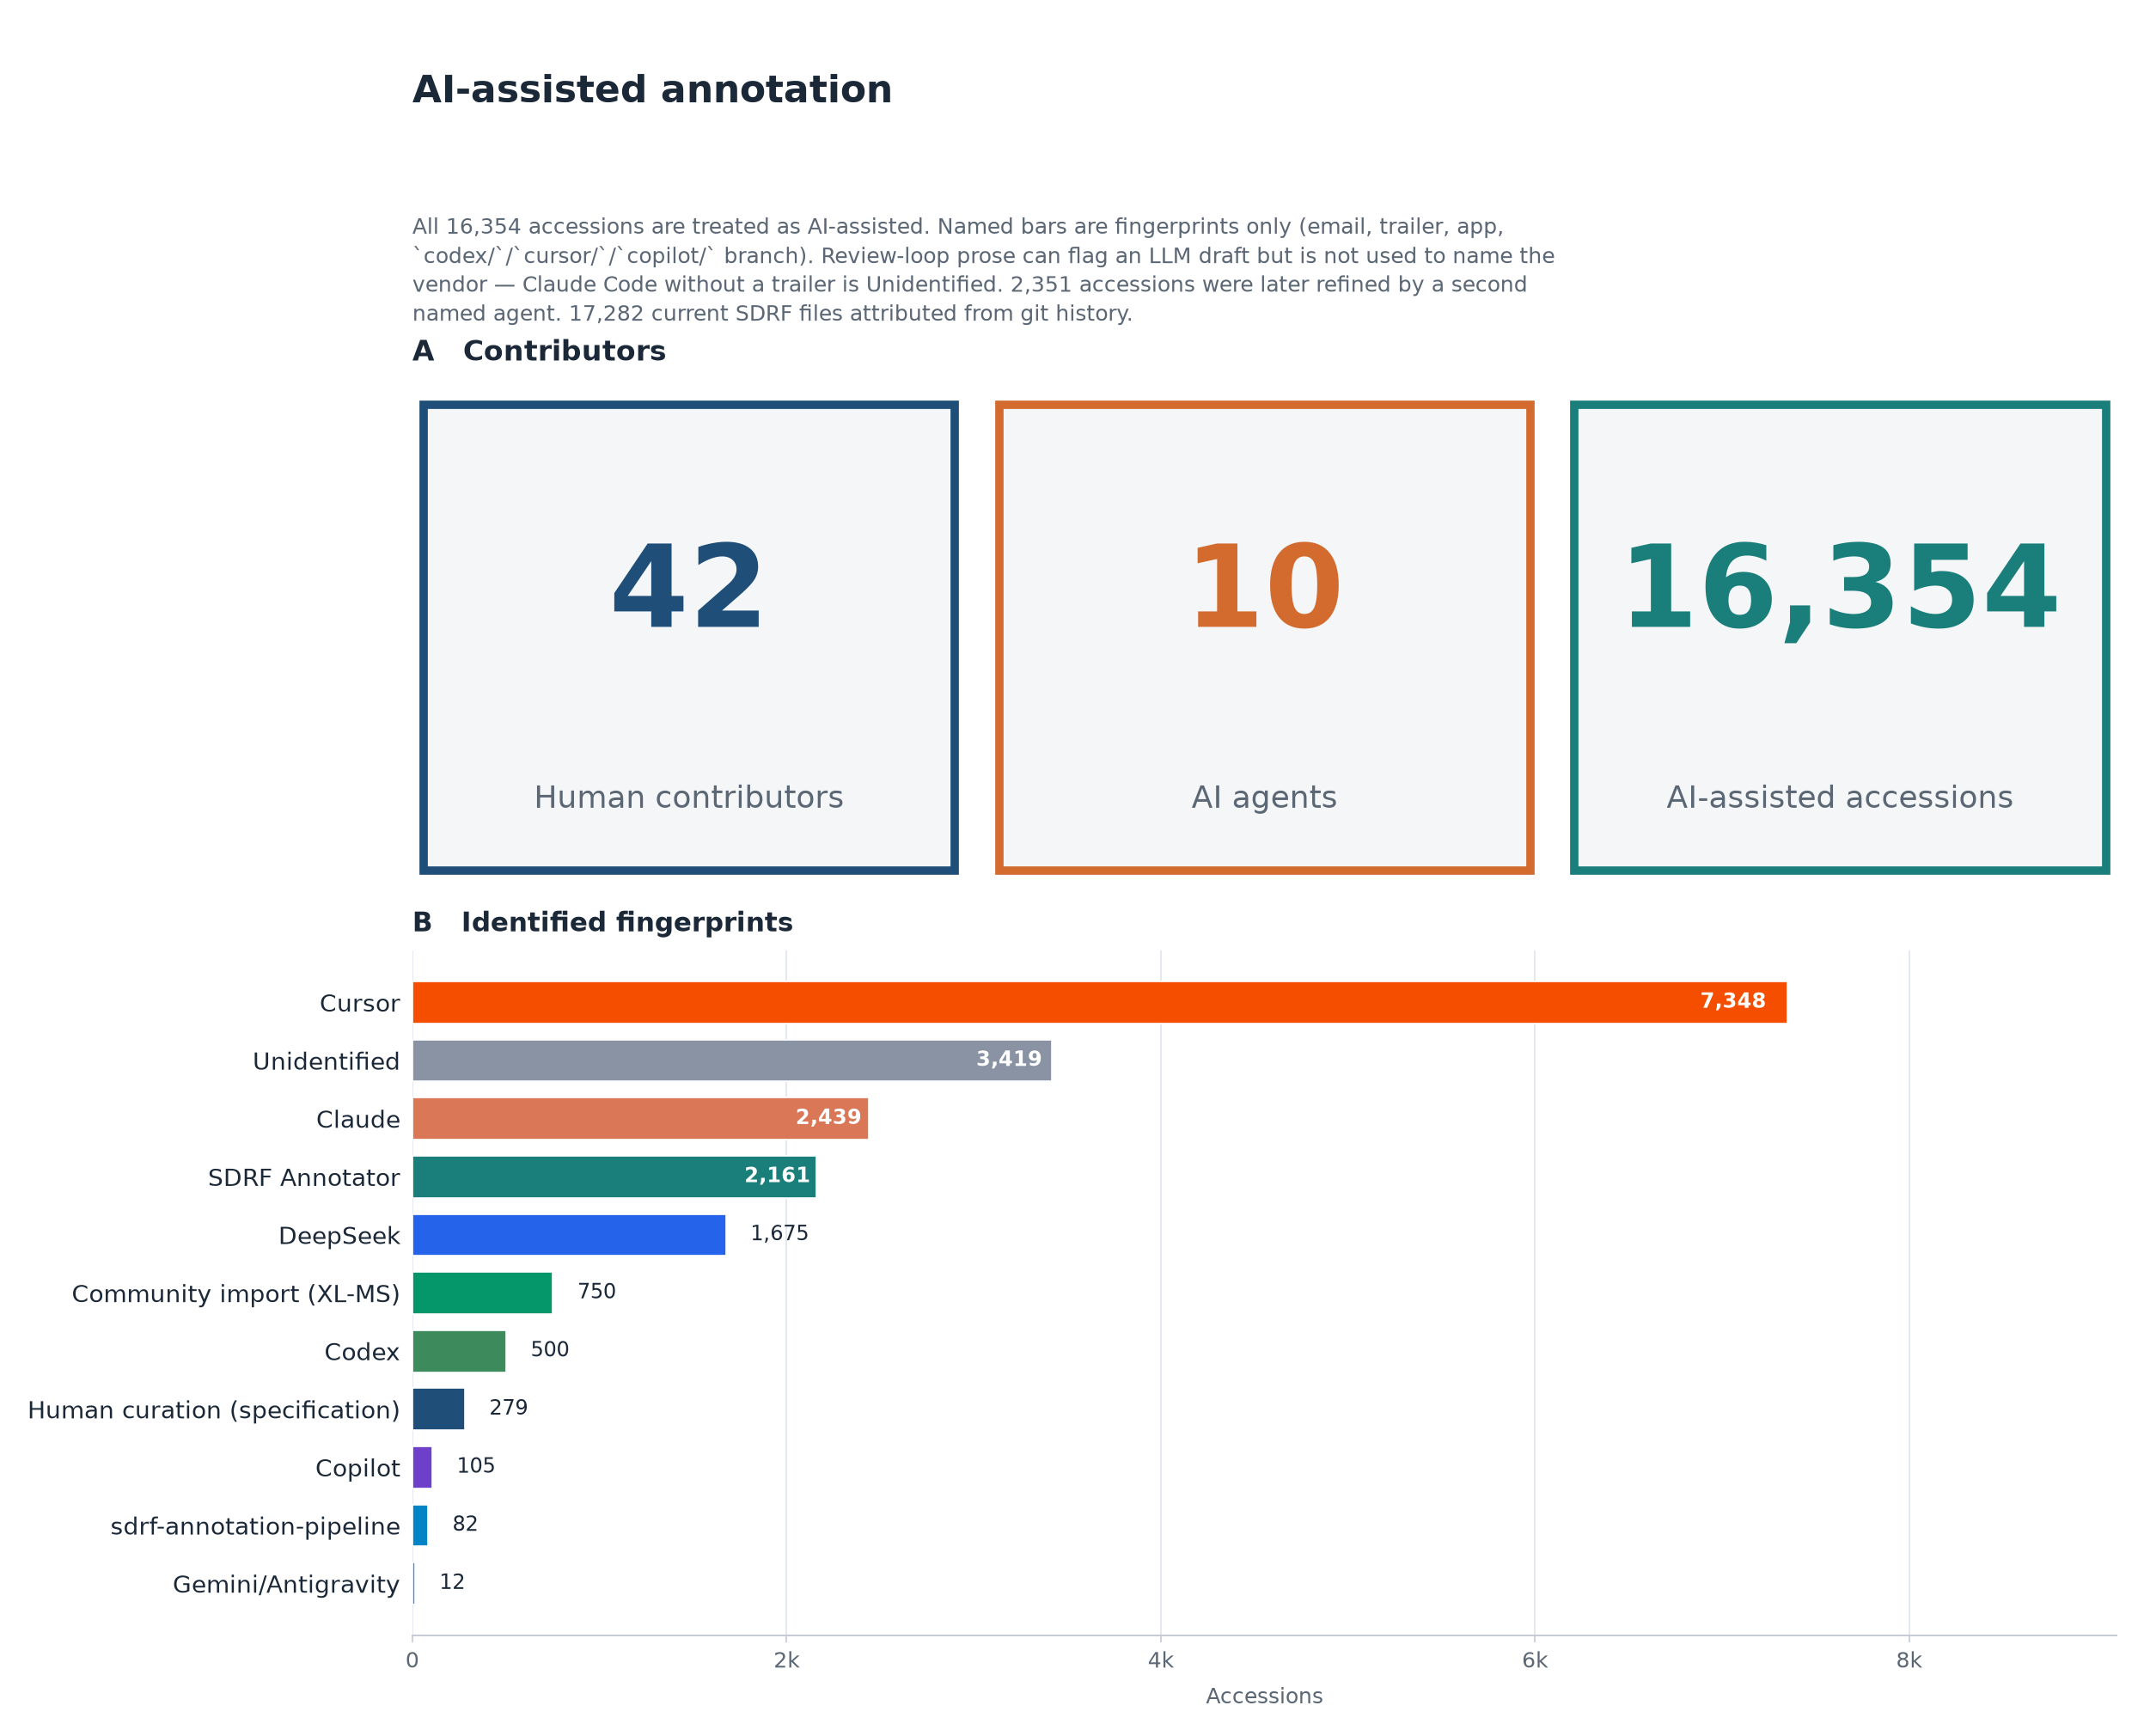 AI-assisted annotation
All 16,354 accessions are treated as AI-assisted. Named bars are fingerprints only (email, trailer, app,
`codex/`/`cursor/`/`copilot/` branch). Review-loop prose can flag an LLM draft but is not used to name the
vendor — Claude Code without a trailer is Unidentified. 2,351 accessions were later refined by a second
named agent. 17,282 current SDRF files attributed from git history.
A Contributors
42
Human contributors
10
AI agents
16,354
AI-assisted accessions
B Identified fingerprints
Cursor 7,348
Unidentified 3,419
Claude 2,439
SDRF Annotator 2,161
DeepSeek 1,675
Community import (XL-MS) 750
Codex 500
Human curation (specification) 279
Copilot 105
sdrf-annotation-pipeline 82
Gemini/Antigravity 12
0 2k 4k 6k 8k
Accessions